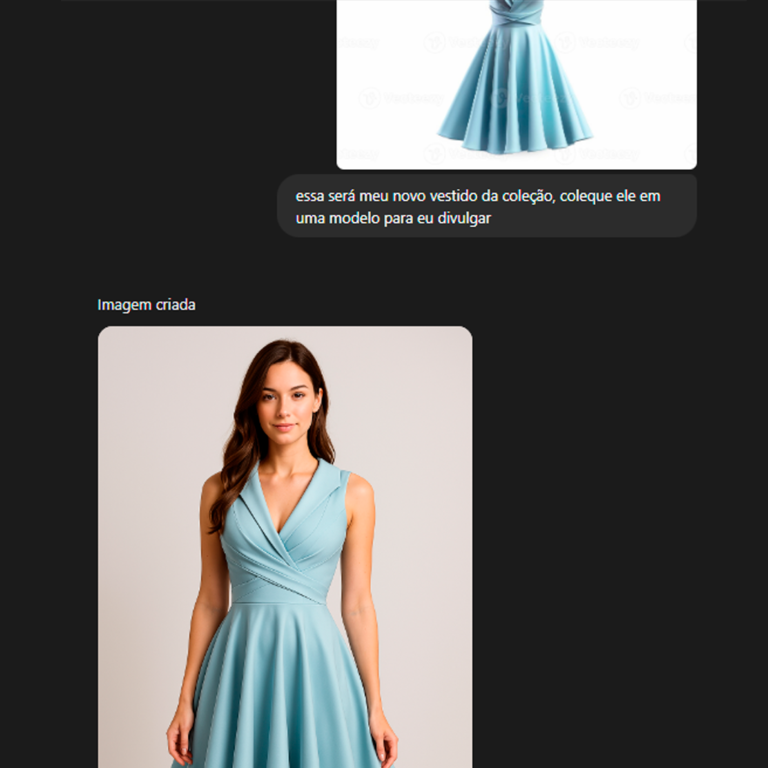 essa será meu novo vestido da coleção, coleque ele em
uma modelo para eu divulgar
Imagem criada